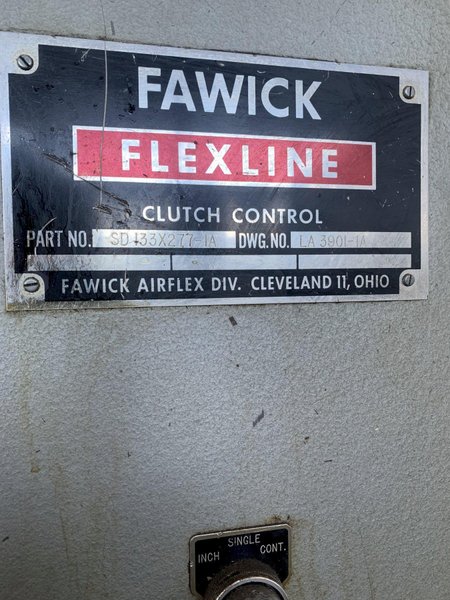 FAWICK
FLEXLINE
CLUTCH CONTROL
PART NO. SD 133X277-1A DWG. NO. LA 3901-1A
FAWICK AIRFLEX DIV. CLEVELAND 11, OHIO
SINGLE
INCH CONT.